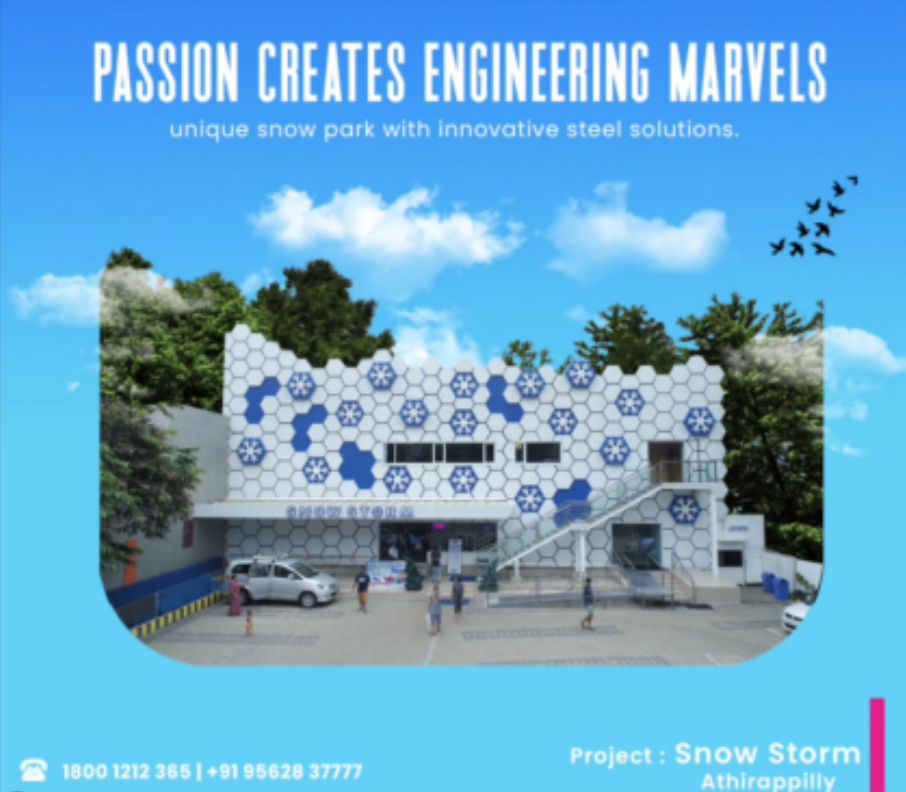 PASSION CREATES ENGINEERING MARVELS
unique snow park with innovative steel solutions.
SNOW STORM
1800 1212 365 | +91 95628 37777
Project : Snow Storm
Athirappilly